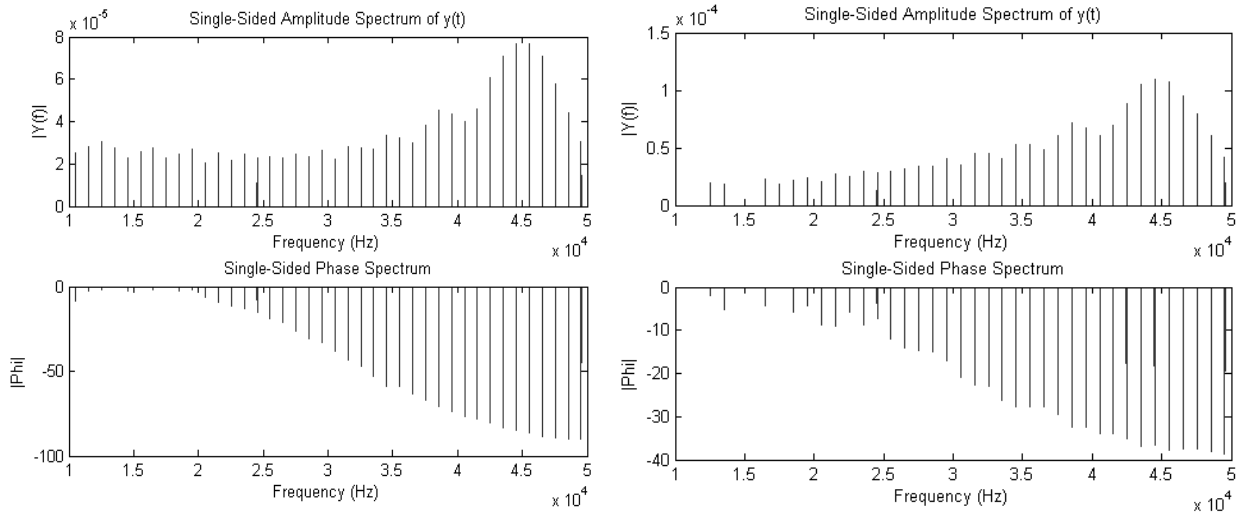 Single-Sided Amplitude Spectrum of y(t)
x 10^-5
8
6
4
2
0
|Y(f)|
1 1.5 2 2.5 3 3.5 4 4.5 5
Frequency (Hz)
x 10^4
Single-Sided Phase Spectrum
0
-50
-100
|Phi|
1 1.5 2 2.5 3 3.5 4 4.5 5
Frequency (Hz)
x 10^4
Single-Sided Amplitude Spectrum of y(t)
x 10^-4
1.5
1
0.5
0
|Y(f)|
1 1.5 2 2.5 3 3.5 4 4.5 5
Frequency (Hz)
x 10^4
Single-Sided Phase Spectrum
0
-10
-20
-30
-40
|Phi|
1 1.5 2 2.5 3 3.5 4 4.5 5
Frequency (Hz)
x 10^4